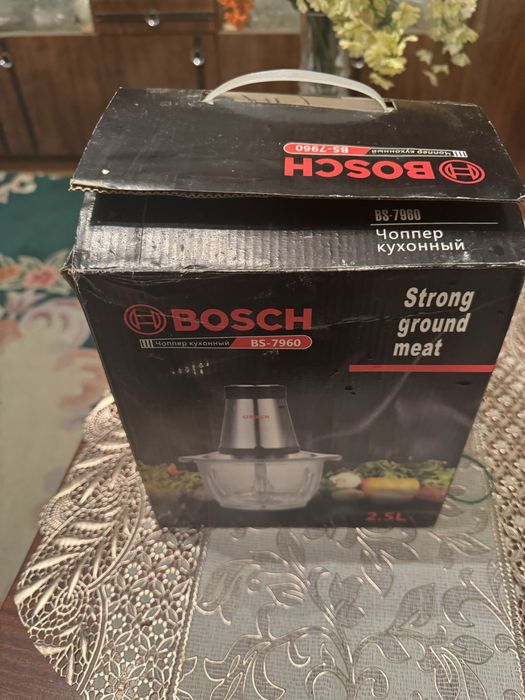 BOSCH
Чоппер кухонный BS-7960
BS-7960
Чоппер
кухонный
BOSCH
Чоппер кухонный BS-7960
Strong
ground
meat
BOSCH
2.5L